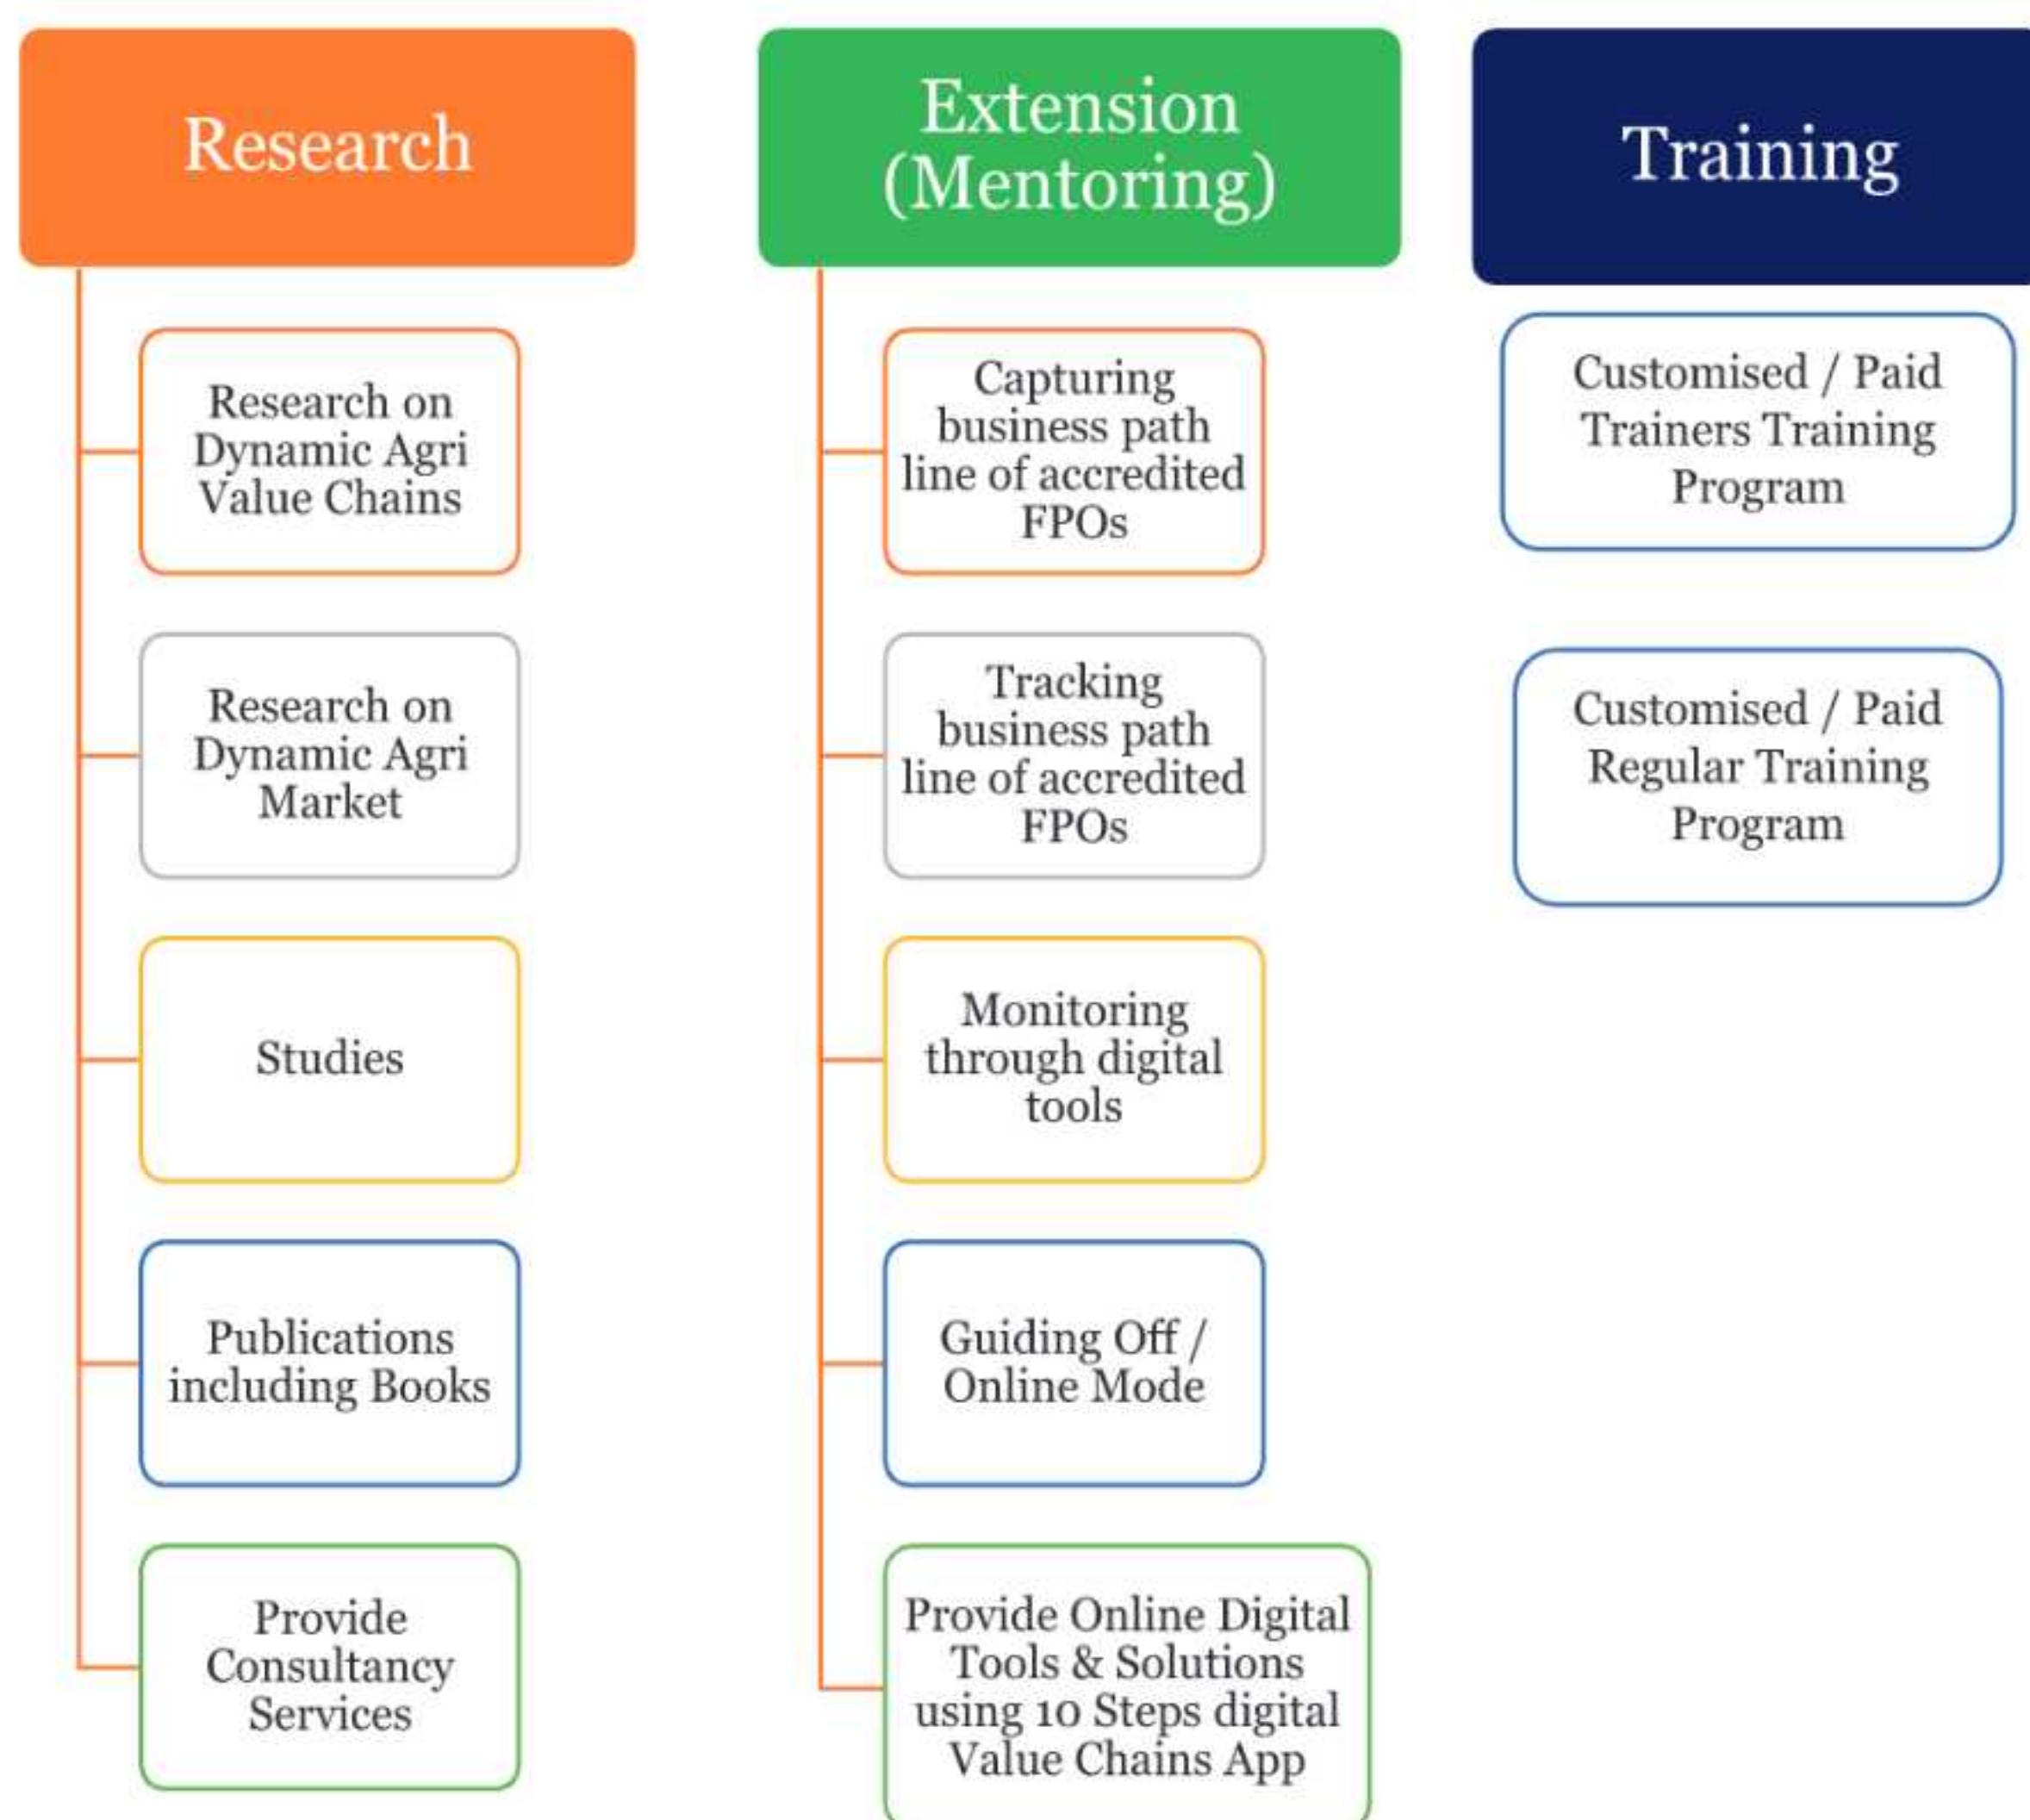 Research
Research on
Dynamic Agri
Value Chains
Research on
Dynamic Agri
Market
Studies
Publications
including Books
Provide
Consultancy
Services
Extension
(Mentoring)
Capturing
business path
line of accredited
FPOs
Tracking
business path
line of accredited
FPOs
Monitoring
through digital
tools
Guiding Off /
Online Mode
Provide Online Digital
Tools & Solutions
using 10 Steps digital
Value Chains App
Training
Customised / Paid
Trainers Training
Program
Customised / Paid
Regular Training
Program